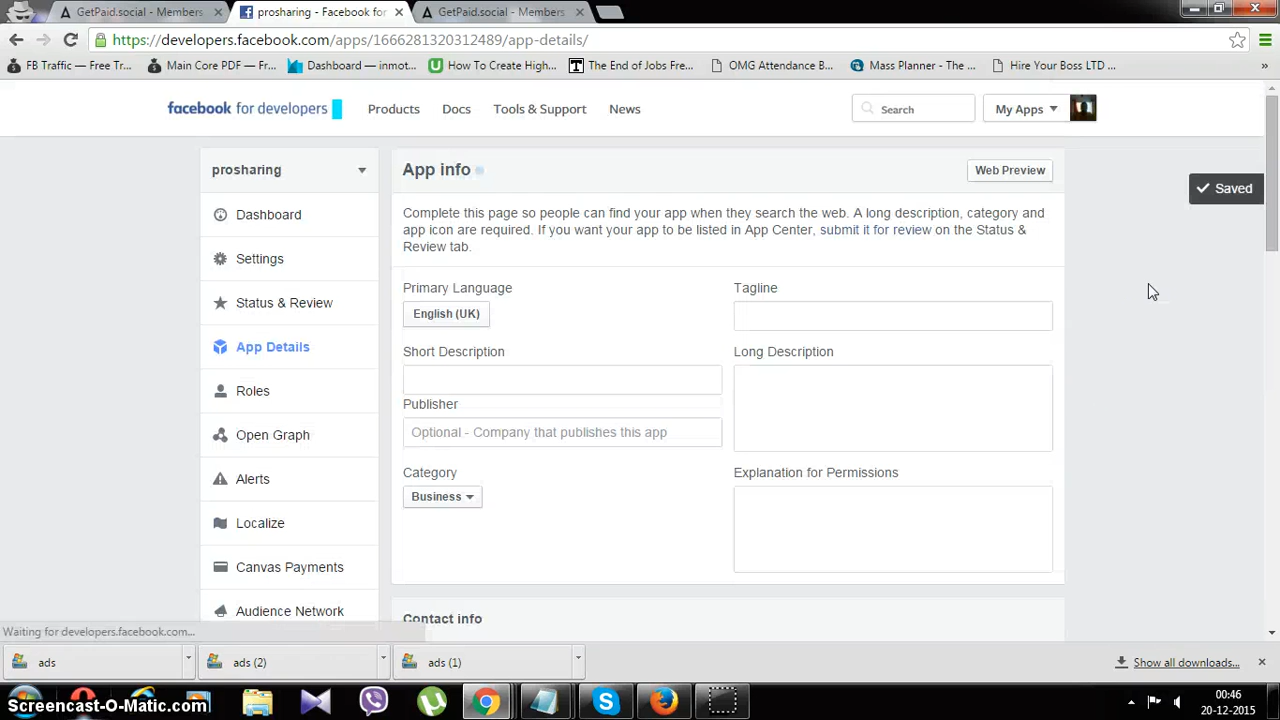 GetPaid.social - Members
prosharing - Facebook for
GetPaid.social - Members
https://developers.facebook.com/apps/1666281320312489/app-details/
FB Traffic — Free Tr...
Main Core PDF — Fr...
Dashboard — inmot...
How To Create High...
The End of Jobs Fre...
OMG Attendance B...
Mass Planner - The ...
Hire Your Boss LTD ...
facebook for developers
Products
Docs
Tools & Support
News
Search
My Apps
prosharing
App info
Web Preview
Saved
Dashboard
Settings
Status & Review
App Details
Roles
Open Graph
Alerts
Localize
Canvas Payments
Audience Network
Complete this page so people can find your app when they search the web. A long description, category and
app icon are required. If you want your app to be listed in App Center, submit it for review on the Status &
Review tab.
Primary Language
English (UK)
Tagline
Short Description
Long Description
Publisher
Optional - Company that publishes this app
Category
Business
Explanation for Permissions
Contact info
Waiting for developers.facebook.com...
ads
ads (2)
ads (1)
Show all downloads...
Screencast-O-Matic.com
00:46
20-12-2015